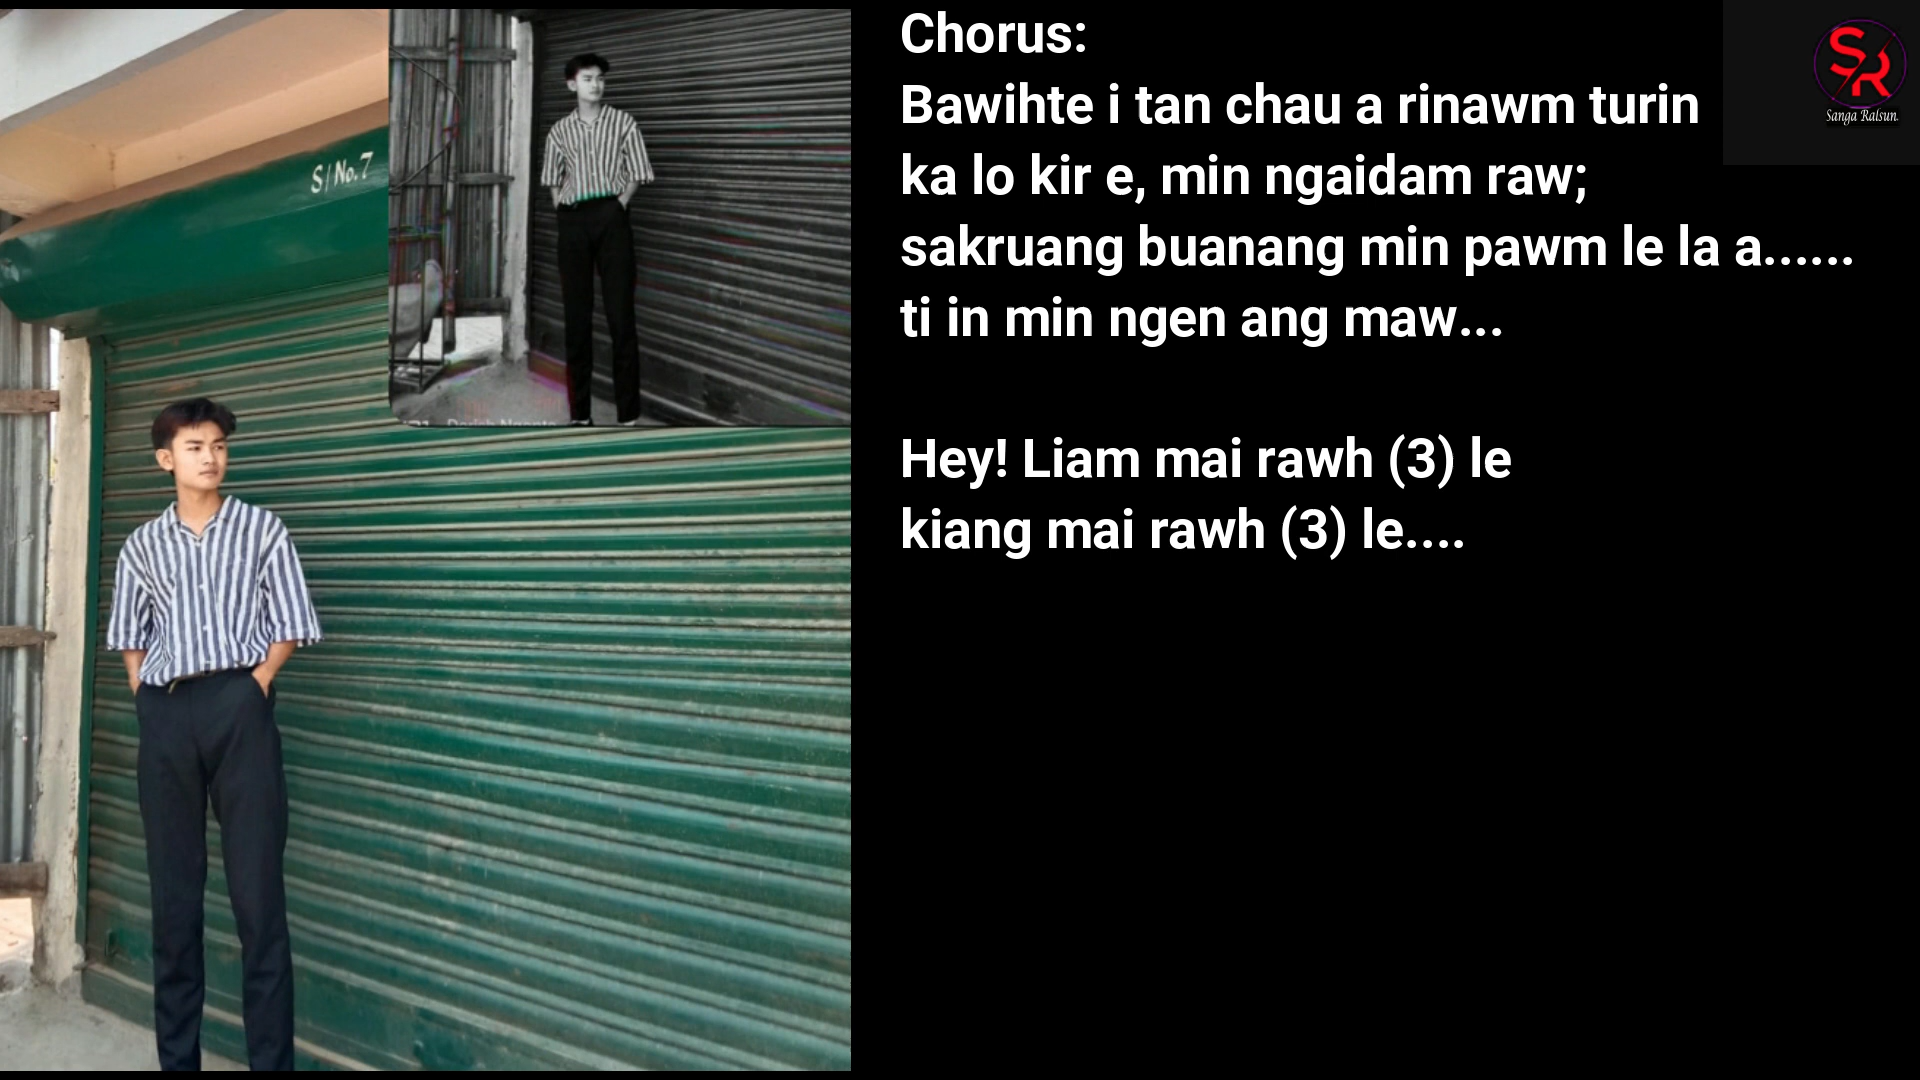 Chorus:
Bawihte i tan chau a rinawm turin
ka lo kir e, min ngaidam raw;
sakruang buanang min pawm le la a......
ti in min ngen ang maw...
Hey! Liam mai rawh (3) le
kiang mai rawh (3) le....
SR
Sanga Ralsun
S/No.7